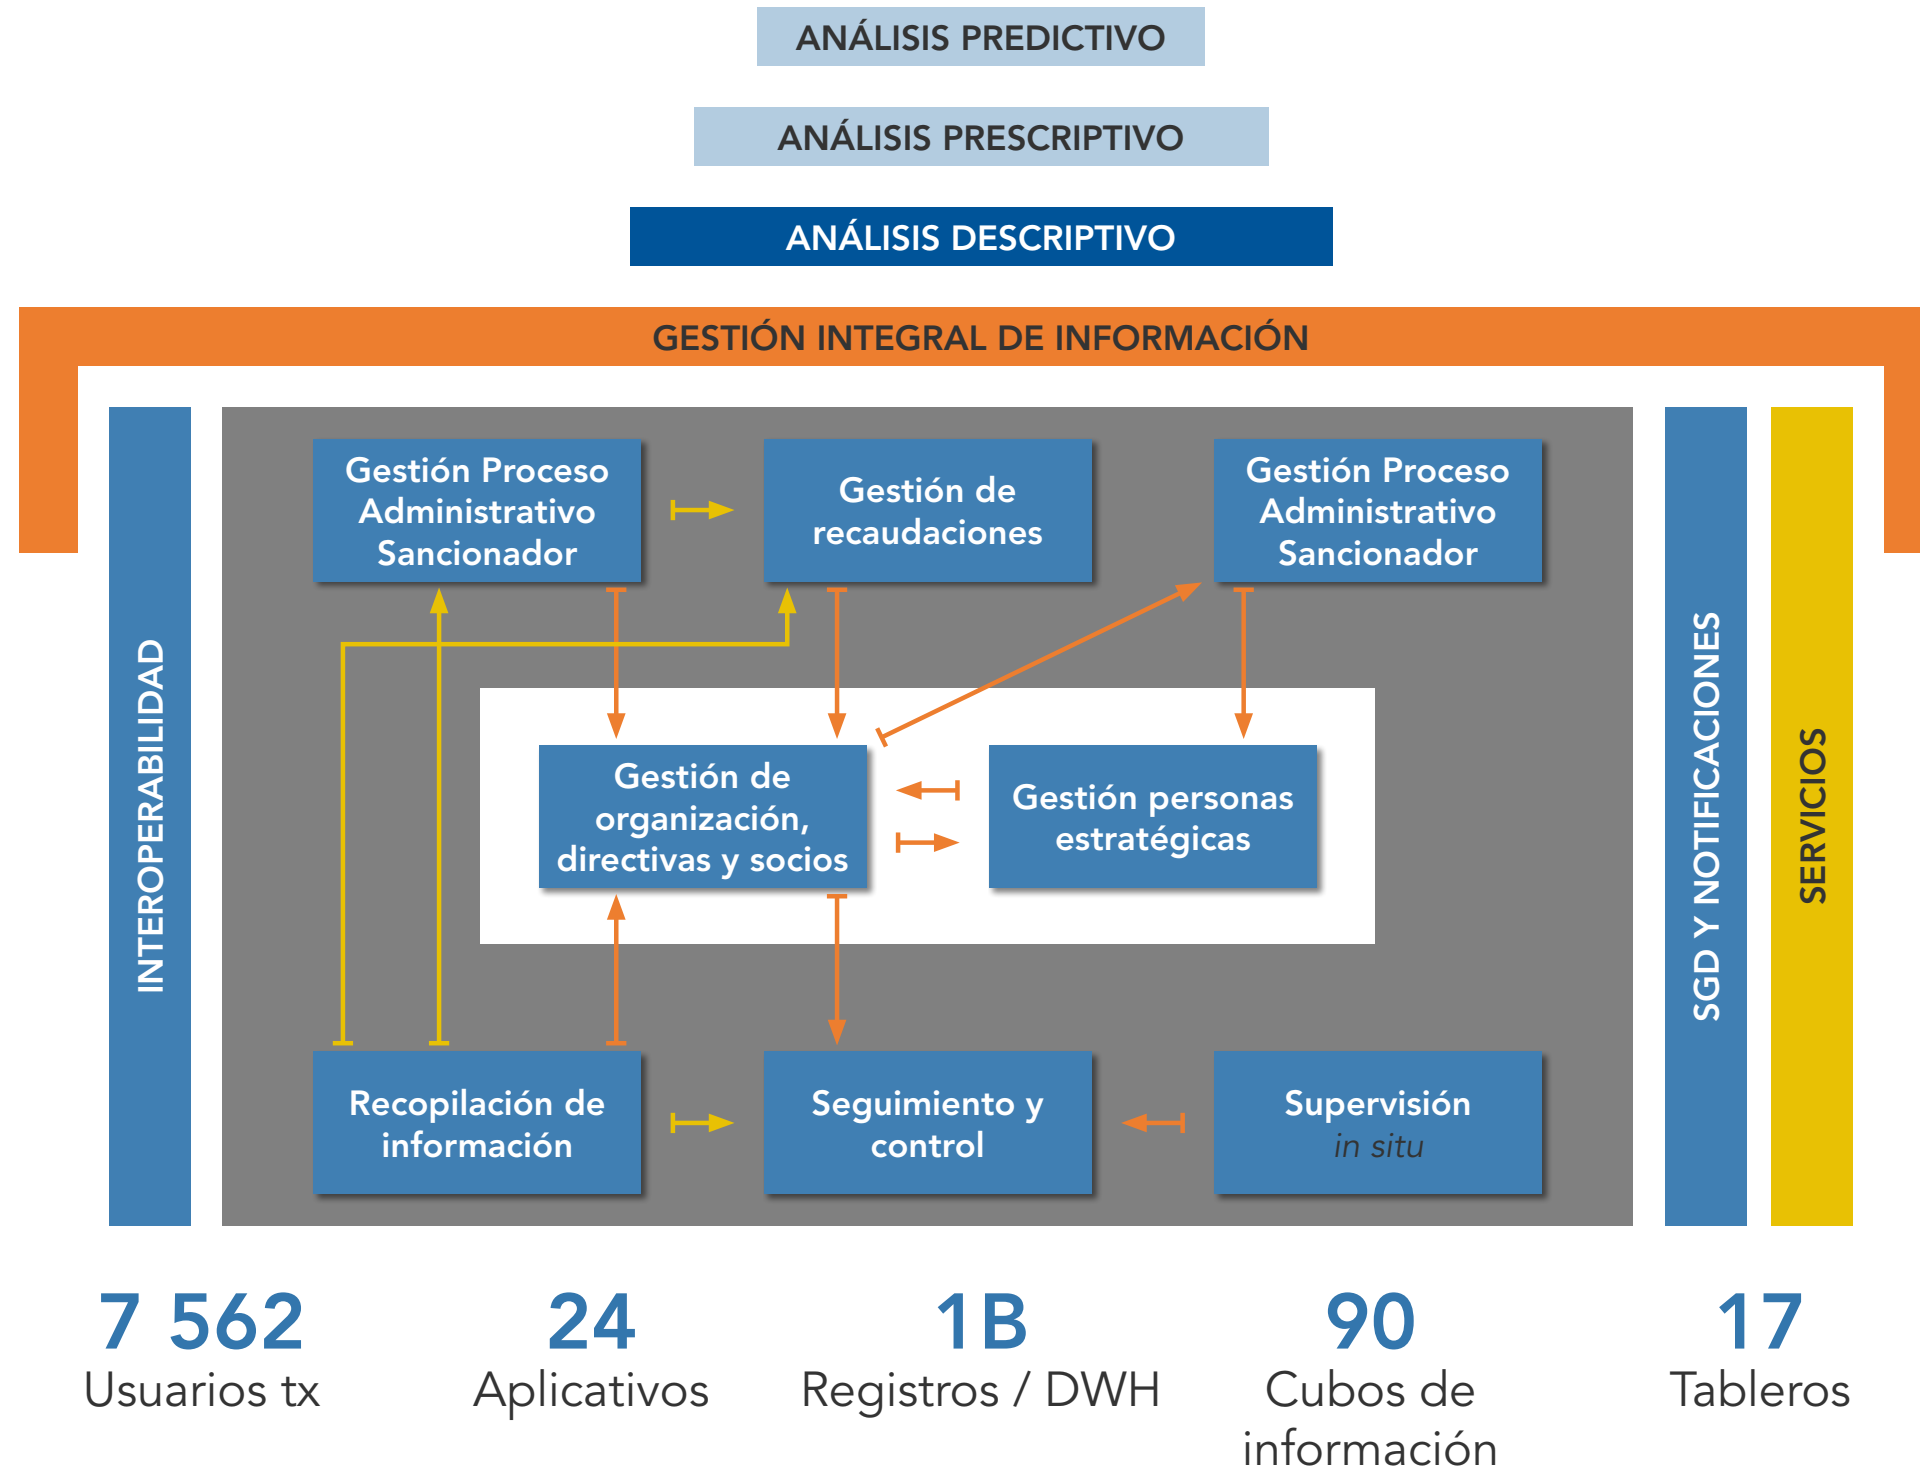 ANÁLISIS PREDICTIVO
ANÁLISIS PRESCRIPTIVO
ANÁLISIS DESCRIPTIVO
GESTIÓN INTEGRAL DE INFORMACIÓN
INTEROPERABILIDAD
Gestión Proceso
Administrativo
Sancionador
Gestión de
recaudaciones
Gestión Proceso
Administrativo
Sancionador
Gestión de
organización,
directivas y socios
Gestión personas
estratégicas
Recopilación de
información
Seguimiento y
control
Supervisión
in situ
SGD Y NOTIFICACIONES
SERVICIOS
7 562
Usuarios tx
24
Aplicativos
1B
Registros / DWH
90
Cubos de
información
17
Tableros